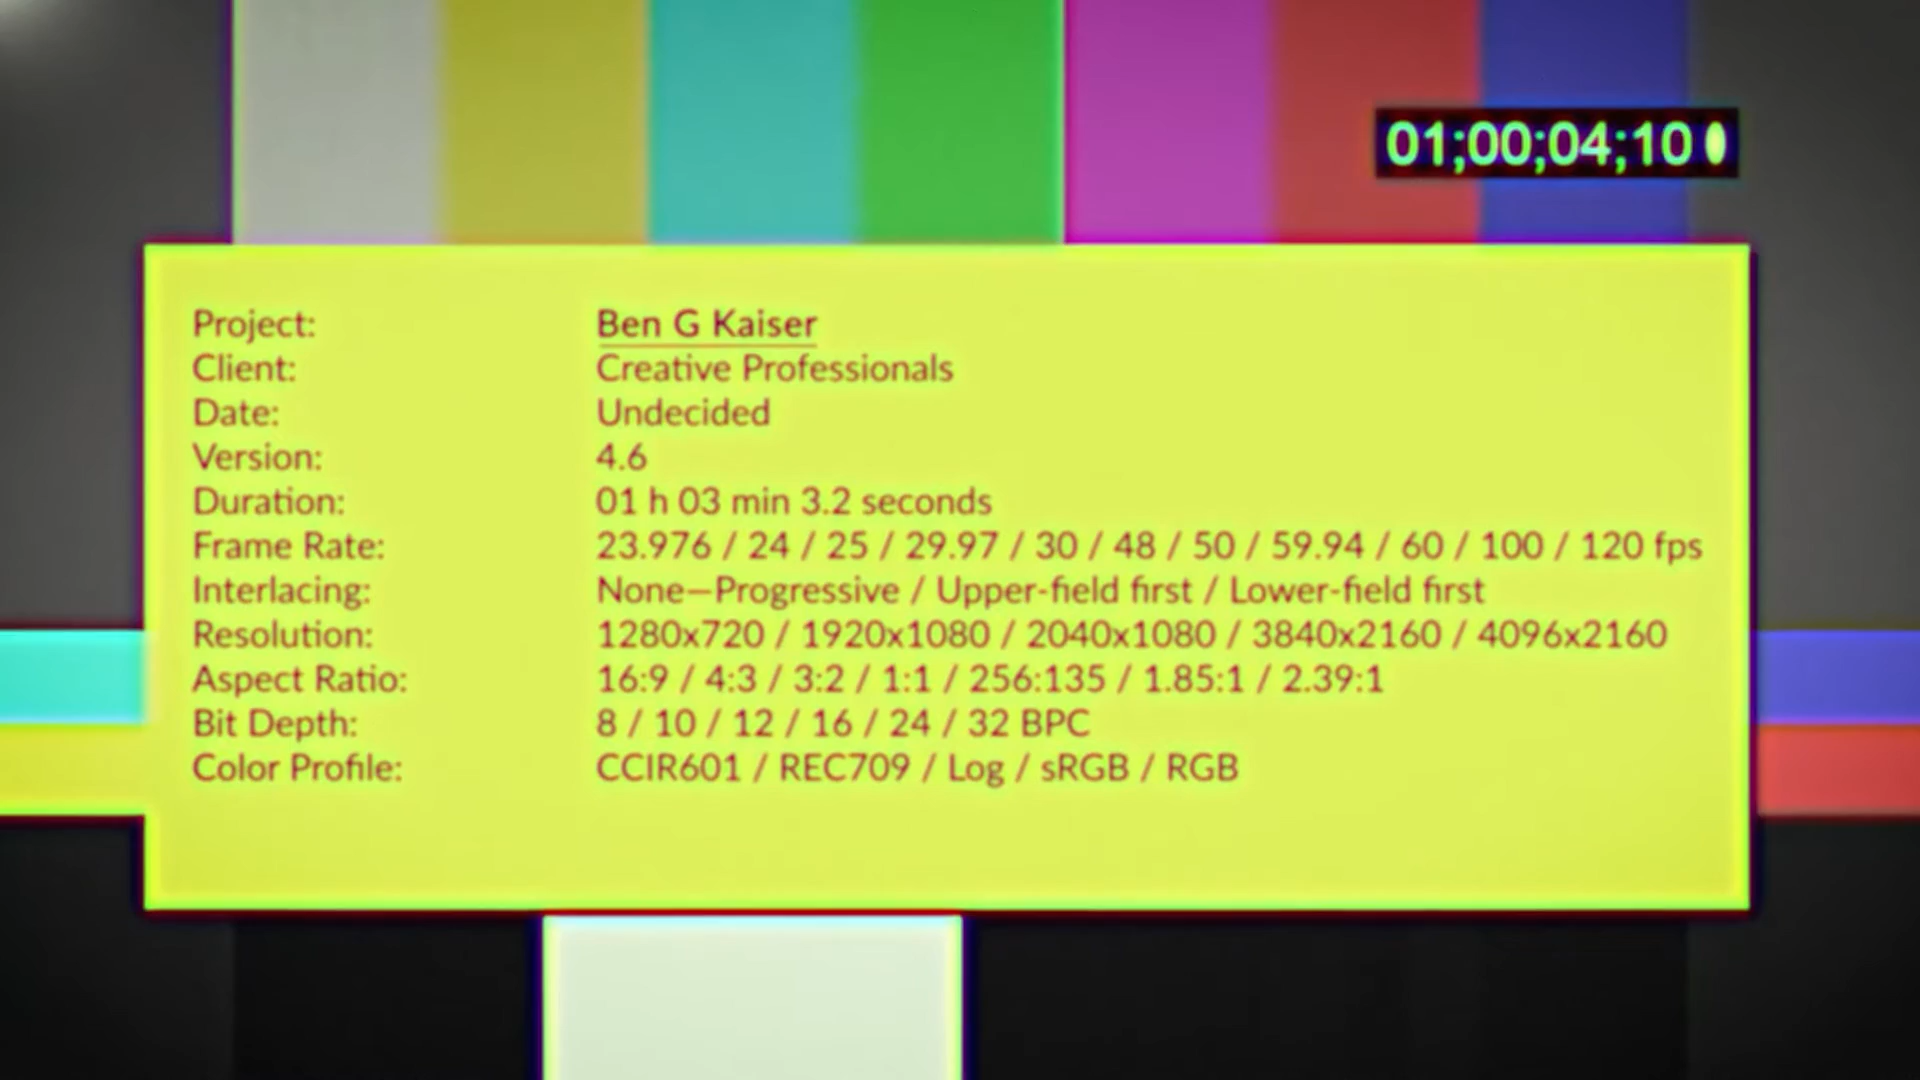 01;00;04;10
Project: Ben G Kaiser
Client: Creative Professionals
Date: Undecided
Version: 4.6
Duration: 01 h 03 min 3.2 seconds
Frame Rate: 23.976 / 24 / 25 / 29.97 / 30 / 48 / 50 / 59.94 / 60 / 100 / 120 fps
Interlacing: None—Progressive / Upper-field first / Lower-field first
Resolution: 1280x720 / 1920x1080 / 2040x1080 / 3840x2160 / 4096x2160
Aspect Ratio: 16:9 / 4:3 / 3:2 / 1:1 / 256:135 / 1.85:1 / 2.39:1
Bit Depth: 8 / 10 / 12 / 16 / 24 / 32 BPC
Color Profile: CCIR601 / REC709 / Log / sRGB / RGB